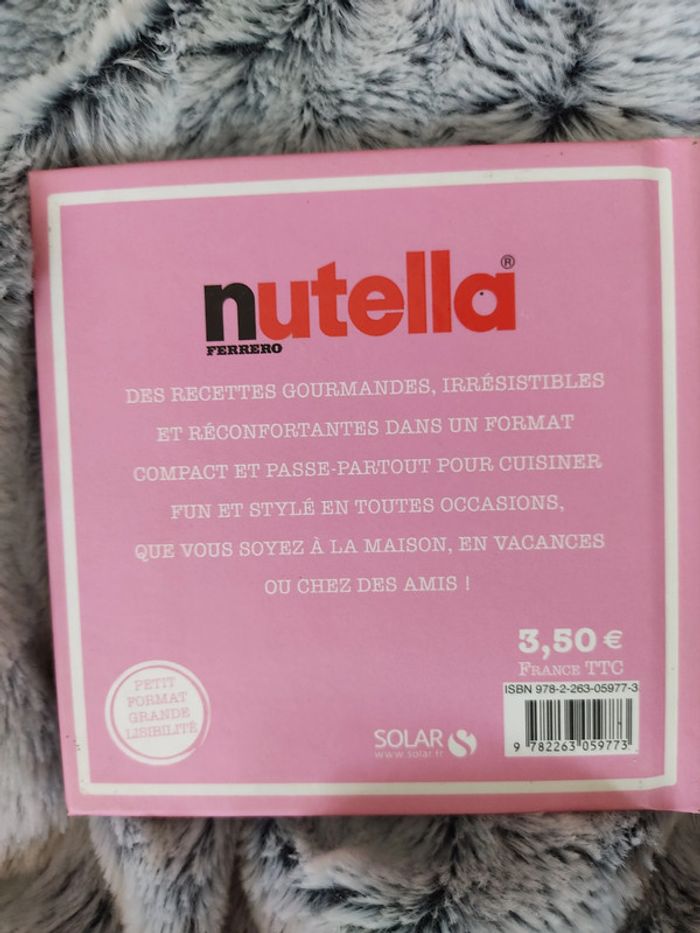 nutella®
FERRERO
DES RECETTES GOURMANDES, IRRÉSISTIBLES
ET RÉCONFORTANTES DANS UN FORMAT
COMPACT ET PASSE-PARTOUT POUR CUISINER
FUN ET STYLÉ EN TOUTES OCCASIONS,
QUE VOUS SOYEZ À LA MAISON, EN VACANCES
OU CHEZ DES AMIS !
3,50 €
FRANCE TTC
PETIT
FORMAT
GRANDE
LISIBILITÉ
SOLAR
www.solar.fr
ISBN 978-2-263-05977-3
9 782263 059773